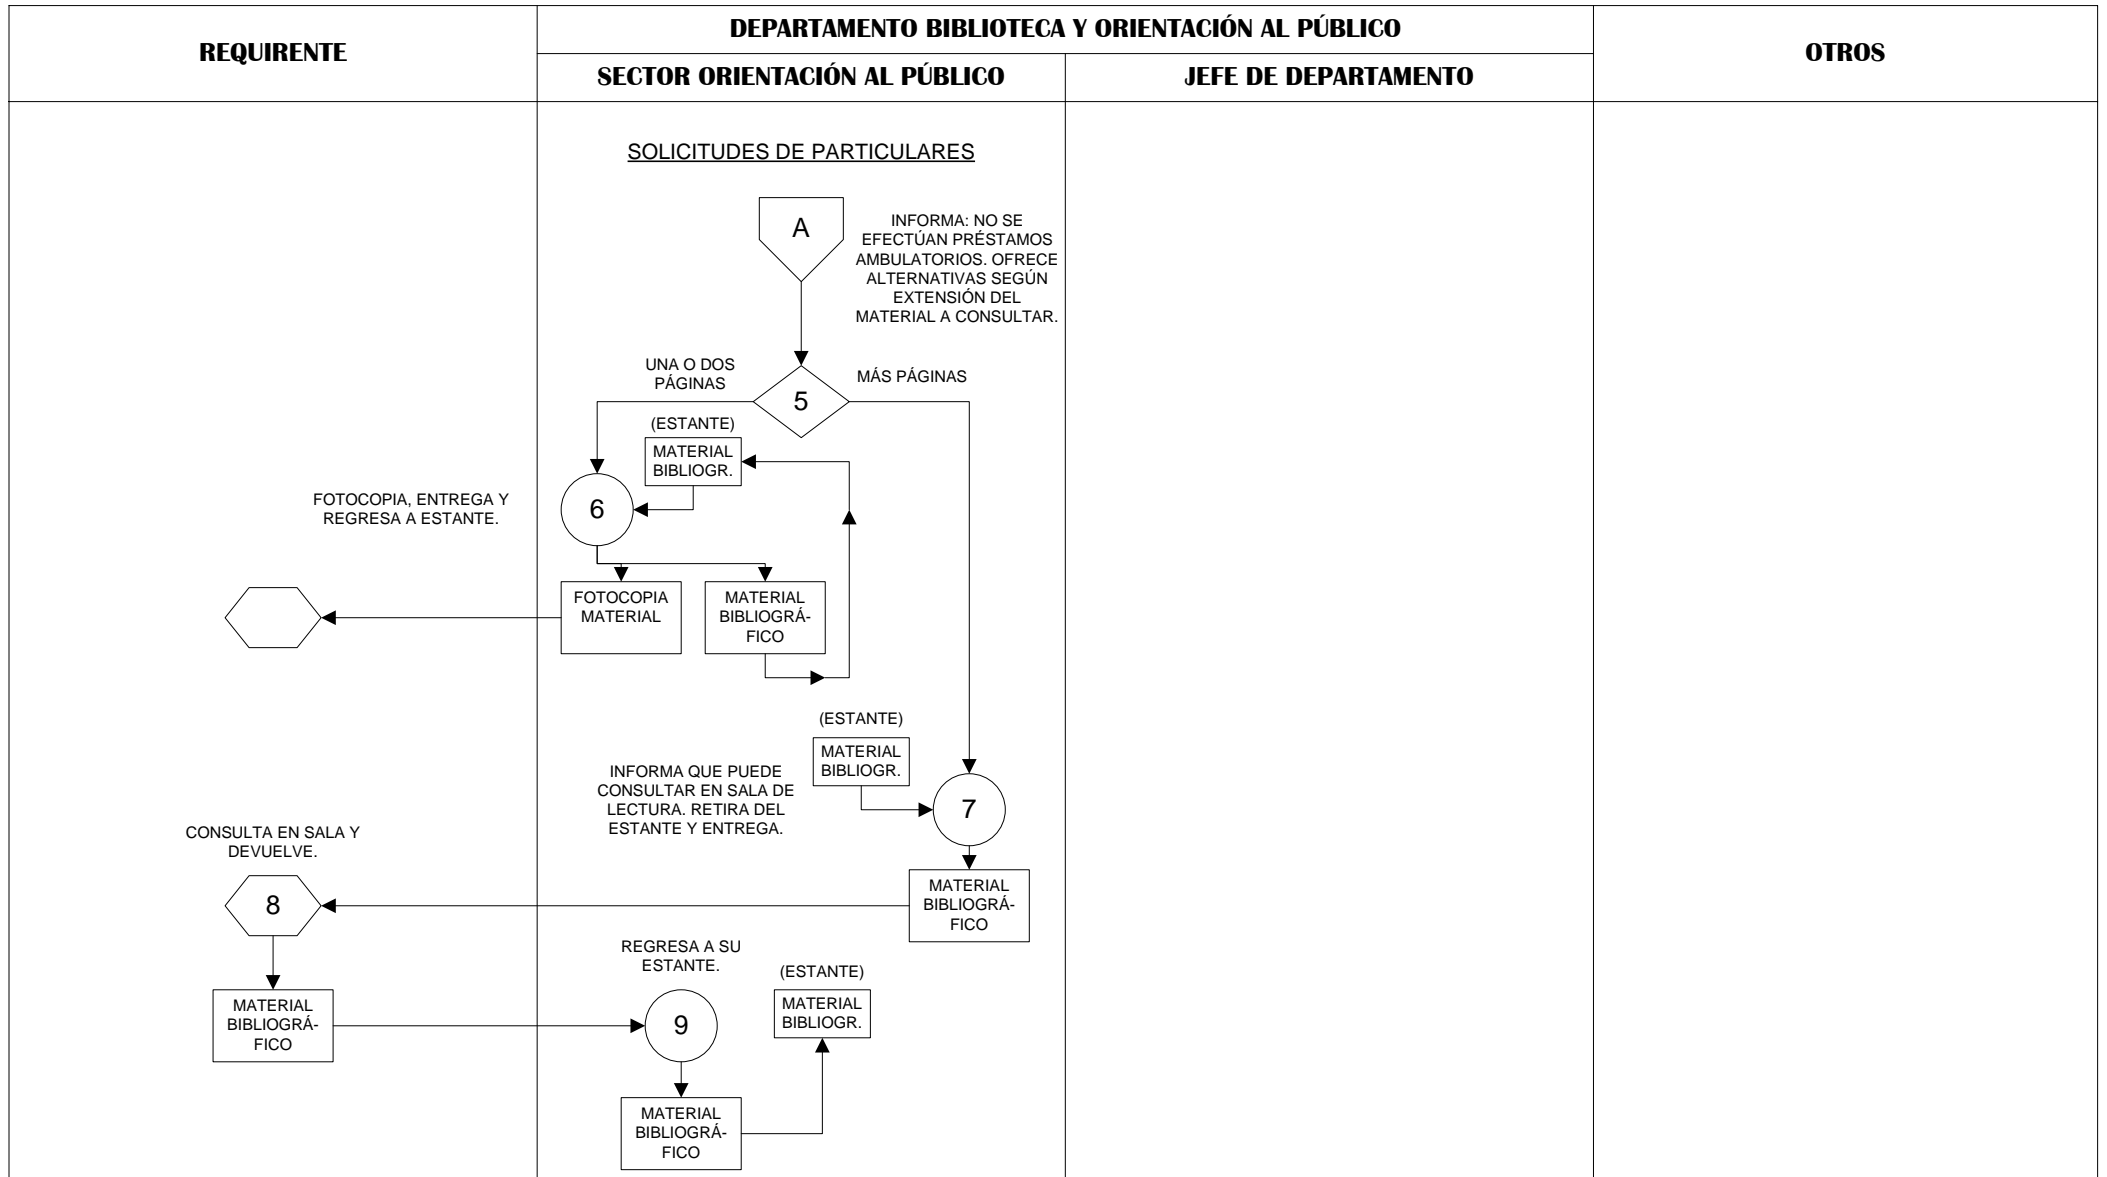 REQUIRENTE
DEPARTAMENTO BIBLIOTECA Y ORIENTACIÓN AL PÚBLICO
SECTOR ORIENTACIÓN AL PÚBLICO
JEFE DE DEPARTAMENTO
OTROS
SOLICITUDES DE PARTICULARES
A
INFORMA: NO SE
EFECTÚAN PRÉSTAMOS
AMBULATORIOS. OFRECE
ALTERNATIVAS SEGÚN
EXTENSIÓN DEL
MATERIAL A CONSULTAR.
UNA O DOS
PÁGINAS
5
MÁS PÁGINAS
(ESTANTE)
MATERIAL
BIBLIOGR.
FOTOCOPIA, ENTREGA Y
REGRESA A ESTANTE.
6
FOTOCOPIA
MATERIAL
MATERIAL
BIBLIOGRÁ-
FICO
(ESTANTE)
MATERIAL
BIBLIOGR.
INFORMA QUE PUEDE
CONSULTAR EN SALA DE
LECTURA. RETIRA DEL
ESTANTE Y ENTREGA.
7
CONSULTA EN SALA Y
DEVUELVE.
8
MATERIAL
BIBLIOGRÁ-
FICO
REGRESA A SU
ESTANTE.
(ESTANTE)
MATERIAL
BIBLIOGR.
MATERIAL
BIBLIOGRÁ-
FICO
9
MATERIAL
BIBLIOGRÁ-
FICO